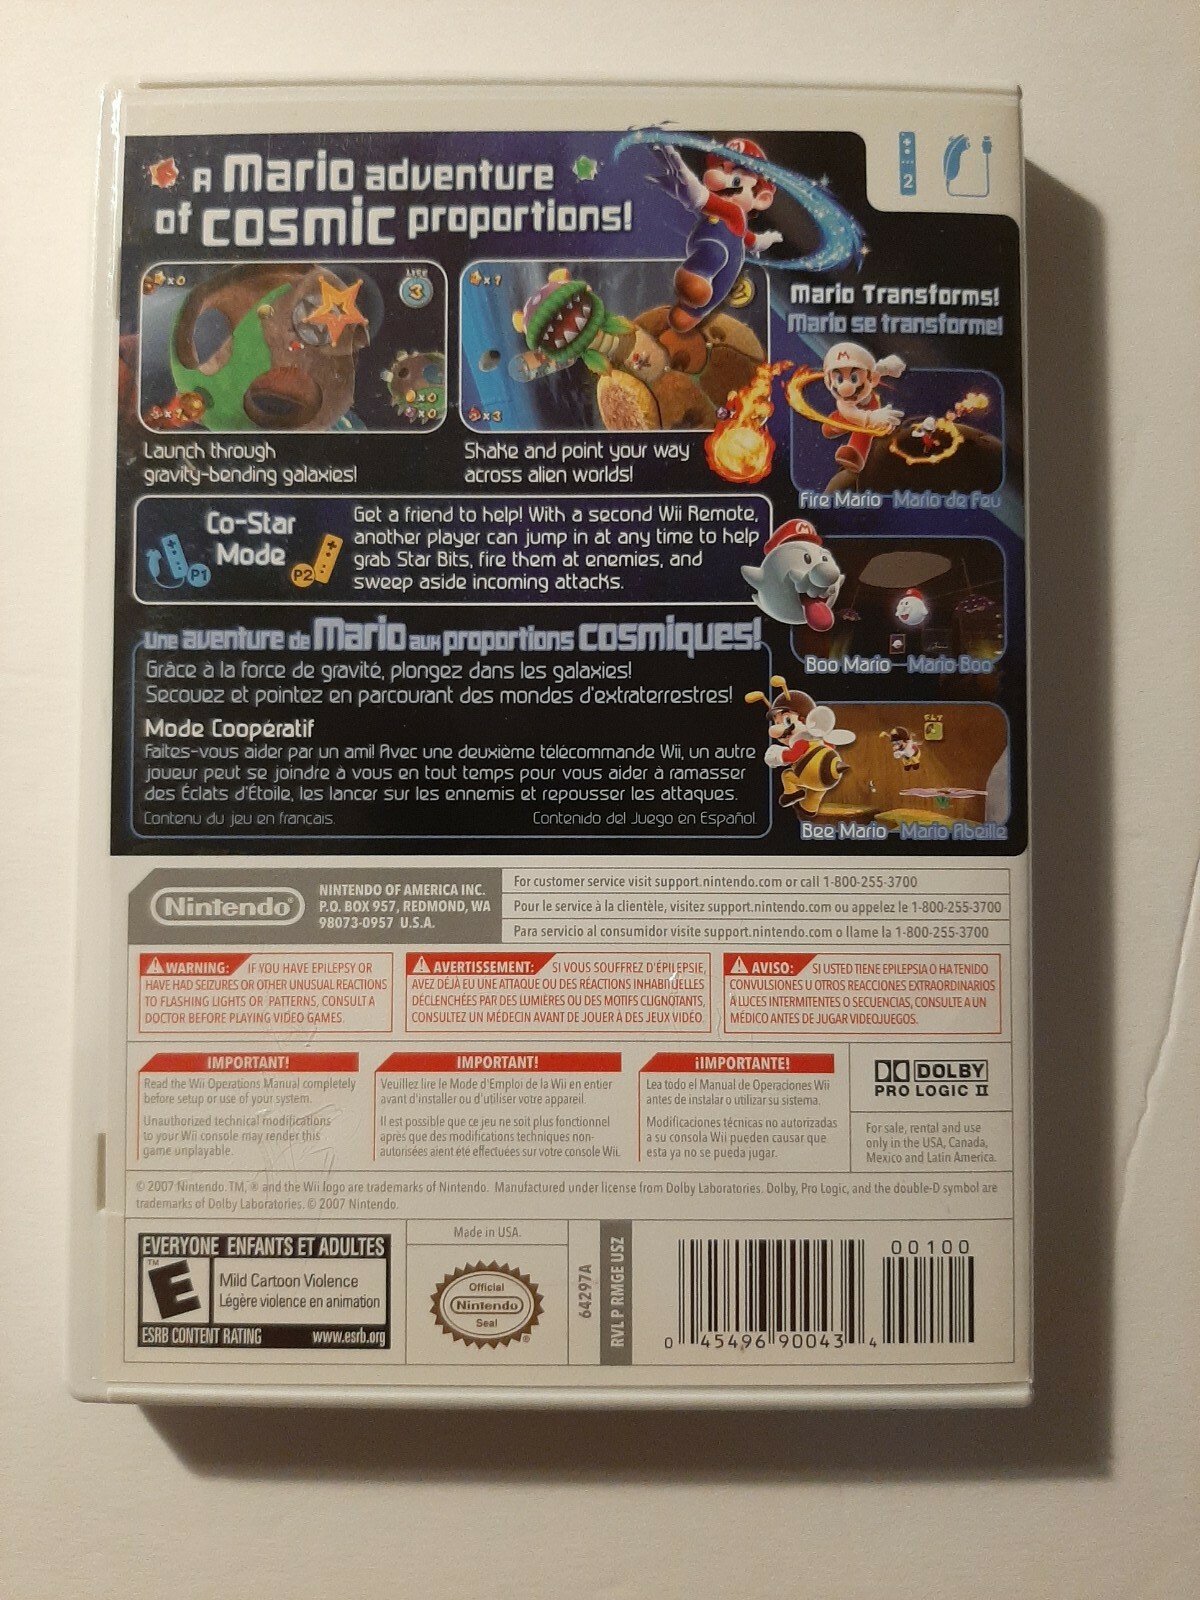 A Mario adventure
of COSMIC proportions!
2
x0
LIFE
3
x1
x0
x0
x1
x3
Launch through
gravity-bending galaxies!
Shake and point your way
across alien worlds!
Mario Transforms!
Mario se transforme!
Fire Mario Mario de Feu
Co-Star
Mode
P1
P2
Get a friend to help! With a second Wii Remote,
another player can jump in at any time to help
grab Star Bits, fire them at enemies, and
sweep aside incoming attacks.
Boo Mario Mario Boo
FLY
Bee Mario Mario Abeille
une aventure de Mario aux proportions COSMIQUES!
Grâce à la force de gravité, plongez dans les galaxies!
Secouez et pointez en parcourant des mondes d'extraterrestres!
Mode Coopératif
Faites-vous aider par un ami! Avec une deuxième télécommande Wii, un autre
joueur peut se joindre à vous en tout temps pour vous aider à ramasser
des Éclats d'Étoile, les lancer sur les ennemis et repousser les attaques.
Contenu du jeu en francais.
Contenido del Juego en Español
Nintendo
NINTENDO OF AMERICA INC.
P.O. BOX 957, REDMOND, WA
98073-0957 U.S.A.
For customer service visit support.nintendo.com or call 1-800-255-3700
Pour le service à la clientèle, visitez support.nintendo.com ou appelez le 1-800-255-3700
Para servicio al consumidor visite support.nintendo.com o llame la 1-800-255-3700
WARNING: IF YOU HAVE EPILEPSY OR
HAVE HAD SEIZURES OR OTHER UNUSUAL REACTIONS
TO FLASHING LIGHTS OR PATTERNS, CONSULT A
DOCTOR BEFORE PLAYING VIDEO GAMES.
AVERTISSEMENT: SI VOUS SOUFFREZ D'ÉPILEPSIE,
AVEZ DÉJÀ EU UNE ATTAQUE OU DES RÉACTIONS INHABITUELLES
DÉCLENCHÉES PAR DES LUMIÈRES OU DES MOTIFS CLIGNOTANTS,
CONSULTEZ UN MÉDECIN AVANT DE JOUER À DES JEUX VIDÉO.
AVISO: SI USTED TIENE EPILEPSIA O HA TENIDO
CONVULSIONES U OTROS REACCIONES EXTRAORDINARIOS
A LUCES INTERMITENTES O SECUENCIAS, CONSULTE A UN
MÉDICO ANTES DE JUGAR VIDEOJUEGOS.
IMPORTANT!
Read the Wii Operations Manual completely
before setup or use of your system.
Unauthorized technical modifications
to your Wii console may render this
game unplayable.
IMPORTANT!
Veuillez lire le Mode d'Emploi de la Wii en entier
avant d'installer ou d'utiliser votre appareil.
Il est possible que ce jeu ne soit plus fonctionnel
après que des modifications techniques non-
autorisées aient été effectuées sur votre console Wii.
¡IMPORTANTE!
Lea todo el Manual de Operaciones Wii
antes de instalar o utilizar su sistema.
Modificaciones técnicas no autorizadas
a su consola Wii pueden causar que
esta ya no se pueda jugar.
DOLBY
PRO LOGIC II
For sale, rental and use
only in the USA, Canada,
Mexico and Latin America.
© 2007 Nintendo. TM, ® and the Wii logo are trademarks of Nintendo. Manufactured under license from Dolby Laboratories. Dolby, Pro Logic, and the double-D symbol are
trademarks of Dolby Laboratories. © 2007 Nintendo.
EVERYONE ENFANTS ET ADULTES
E
TM
Mild Cartoon Violence
Légère violence en animation
ESRB CONTENT RATING www.esrb.org
Made in USA.
Official
Nintendo
Seal
®
64297A
RVL P RMGE USZ
00100
0 45496 90043 4